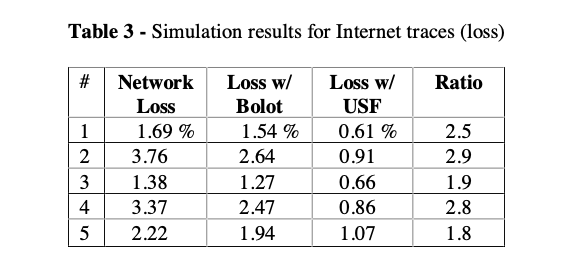 Table 3 - Simulation results for Internet traces (loss)
# Network Loss Loss w/ Bolot Loss w/ USF Ratio
1 1.69 % 1.54 % 0.61 % 2.5
2 3.76 2.64 0.91 2.9
3 1.38 1.27 0.66 1.9
4 3.37 2.47 0.86 2.8
5 2.22 1.94 1.07 1.8